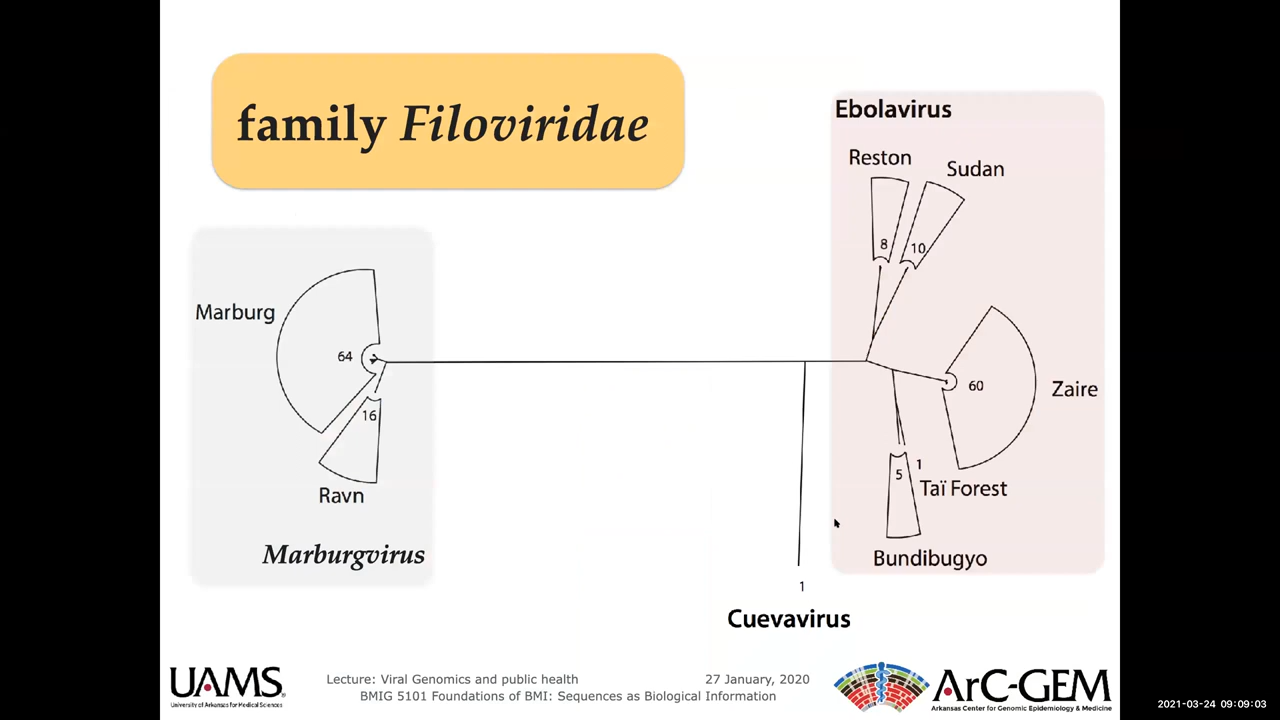 family Filoviridae
Ebolavirus
Reston
Sudan
8
10
Marburg
64
60
Zaire
16
1
5
Taï Forest
Ravn
Marburgvirus
Bundibugyo
1
Cuevavirus
UAMS
University of Arkansas for Medical Sciences
Lecture: Viral Genomics and public health
27 January, 2020
BMIG 5101 Foundations of BMI: Sequences as Biological Information
ArC-GEM
Arkansas Center for Genomic Epidemiology & Medicine
2021-03-24 09:09:03